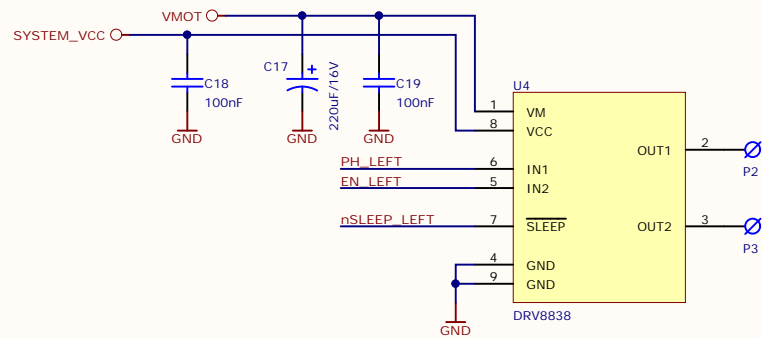 VMOT
SYSTEM_VCC
C18
100nF
GND
C17
+
220uF/16V
GND
C19
100nF
GND
U4
1 VM
8 VCC
OUT1 2
P2
PH_LEFT 6 IN1
EN_LEFT 5 IN2
nSLEEP_LEFT 7 SLEEP
OUT2 3
P3
4 GND
9 GND
GND
DRV8838